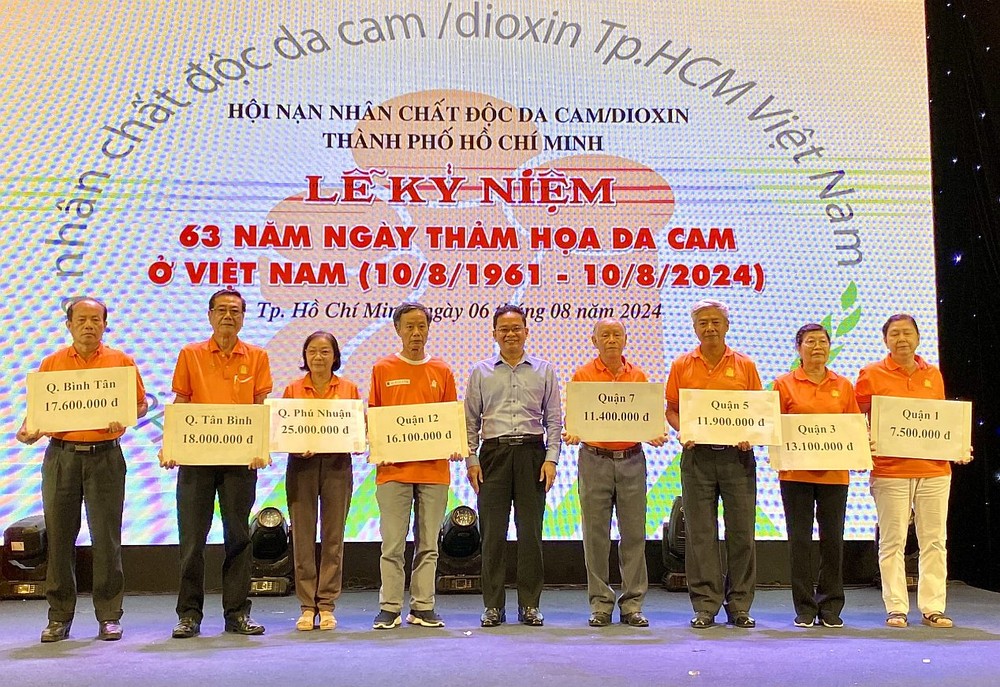 nhân chất độc da cam /dioxin Tp.HCM Việt Nam
HỘI NẠN NHÂN CHẤT ĐỘC DA CAM/DIOXIN
THÀNH PHỐ HỒ CHÍ MINH
LỄ KỶ NIỆM
63 NĂM NGÀY THẢM HỌA DA CAM
Ở VIỆT NAM (10/8/1961 - 10/8/2024)
Tp. Hồ Chí Minh, ngày 06 tháng 08 năm 2024
Q. Bình Tân
17.600.000 đ
Q. Tân Bình
18.000.000 đ
Q. Phú Nhuận
25.000.000 đ
Quận 12
16.100.000 đ
Quận 7
11.400.000 đ
Quận 5
11.900.000 đ
Quận 3
13.100.000 đ
Quận 1
7.500.000 đ